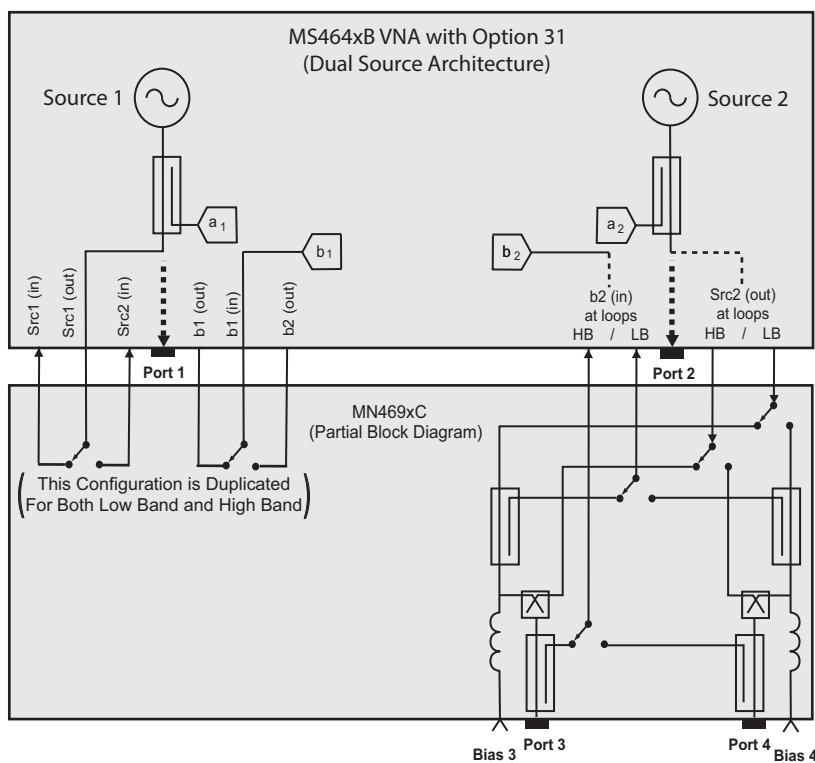 MS464xB VNA with Option 31
(Dual Source Architecture)
Source 1
Source 2
a1
a2
b1
b2
Src1 (in)
Src1 (out)
Src2 (in)
b1 (out)
b1 (in)
b2 (out)
b2 (in)
at loops
HB / LB
Src2 (out)
at loops
HB / LB
Port 1
Port 2
MN469xC
(Partial Block Diagram)
(This Configuration is Duplicated
For Both Low Band and High Band)
Bias 3
Port 3
Port 4
Bias 4